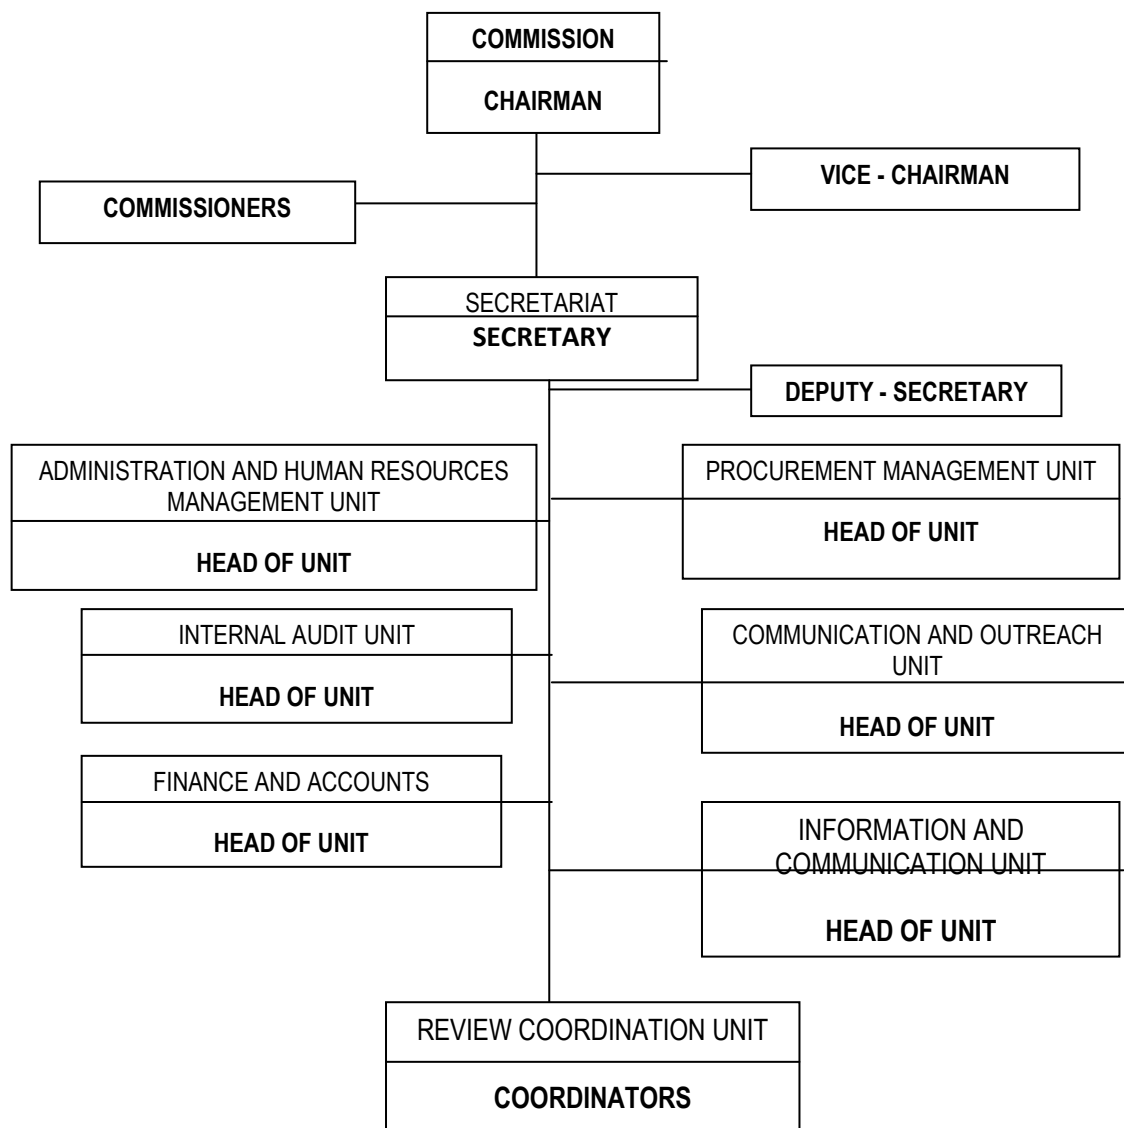 COMMISSION
CHAIRMAN
VICE - CHAIRMAN
COMMISSIONERS
SECRETARIAT
SECRETARY
DEPUTY - SECRETARY
ADMINISTRATION AND HUMAN RESOURCES
MANAGEMENT UNIT
HEAD OF UNIT
PROCUREMENT MANAGEMENT UNIT
HEAD OF UNIT
INTERNAL AUDIT UNIT
HEAD OF UNIT
COMMUNICATION AND OUTREACH
UNIT
HEAD OF UNIT
FINANCE AND ACCOUNTS
HEAD OF UNIT
INFORMATION AND
COMMUNICATION UNIT
HEAD OF UNIT
REVIEW COORDINATION UNIT
COORDINATORS